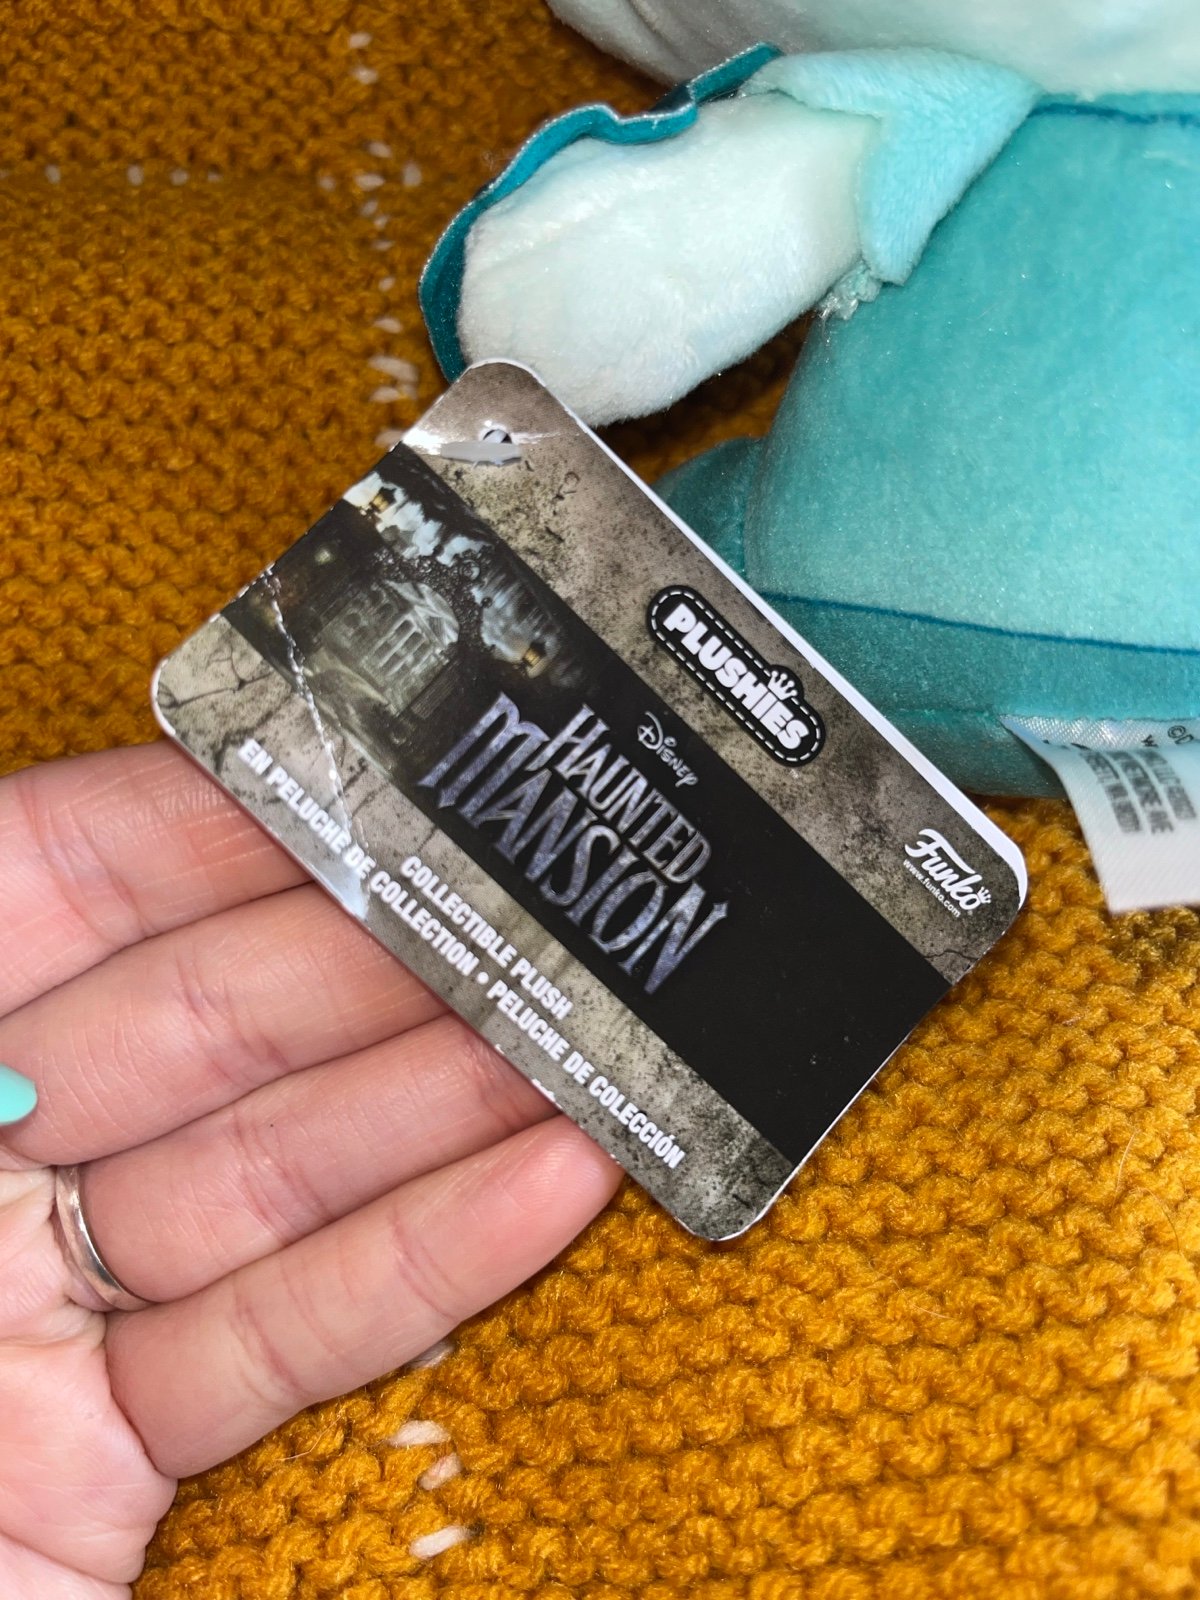 PLUSHIES
Disney
HAUNTED
MANSION
Funko
www.funko.com
COLLECTIBLE PLUSH
EN PELUCHE DE COLLECTION • PELUCHE DE COLECCIÓN